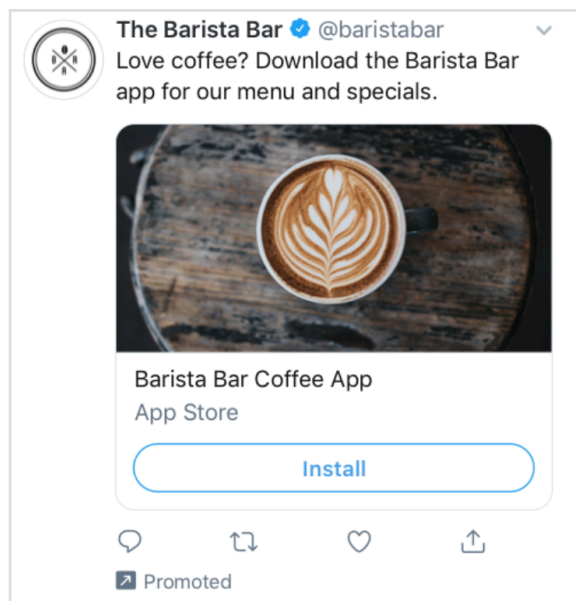 The Barista Bar @baristabar
Love coffee? Download the Barista Bar
app for our menu and specials.
Barista Bar Coffee App
App Store
Install
Promoted